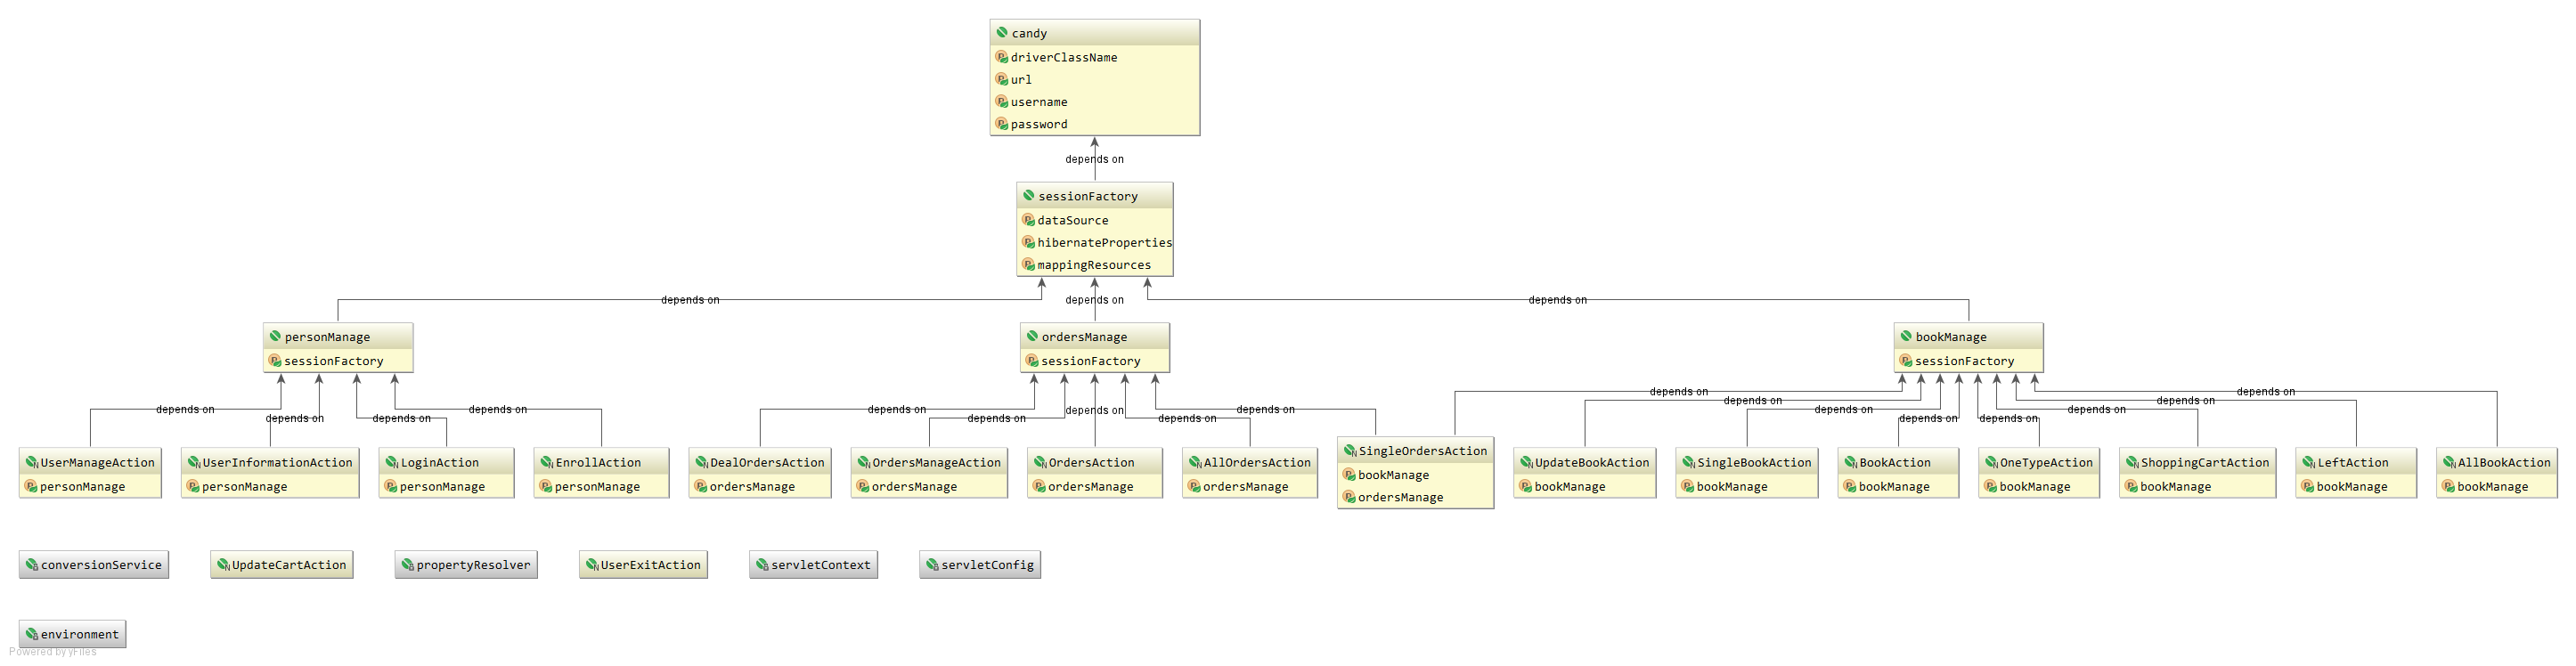 candy
driverClassName
url
username
password
depends on
sessionFactory
dataSource
hibernateProperties
mappingResources
depends on depends on depends on
personManage ordersManage bookManage
sessionFactory sessionFactory sessionFactory
depends on depends on depends on depends on depends on depends on depends on depends on depends on depends on depends on depends on depends on depends on depends on depends on depends on
UserManageAction UserInformationAction LoginAction EnrollAction DealOrdersAction OrdersManageAction OrdersAction AllOrdersAction SingleOrdersAction UpdateBookAction SingleBookAction BookAction OneTypeAction ShoppingCartAction LeftAction AllBookAction
personManage personManage personManage personManage ordersManage ordersManage ordersManage ordersManage bookManage bookManage bookManage bookManage bookManage bookManage bookManage bookManage
ordersManage
conversionService UpdateCartAction propertyResolver UserExitAction servletContext servletConfig
environment
Powered by yFiles